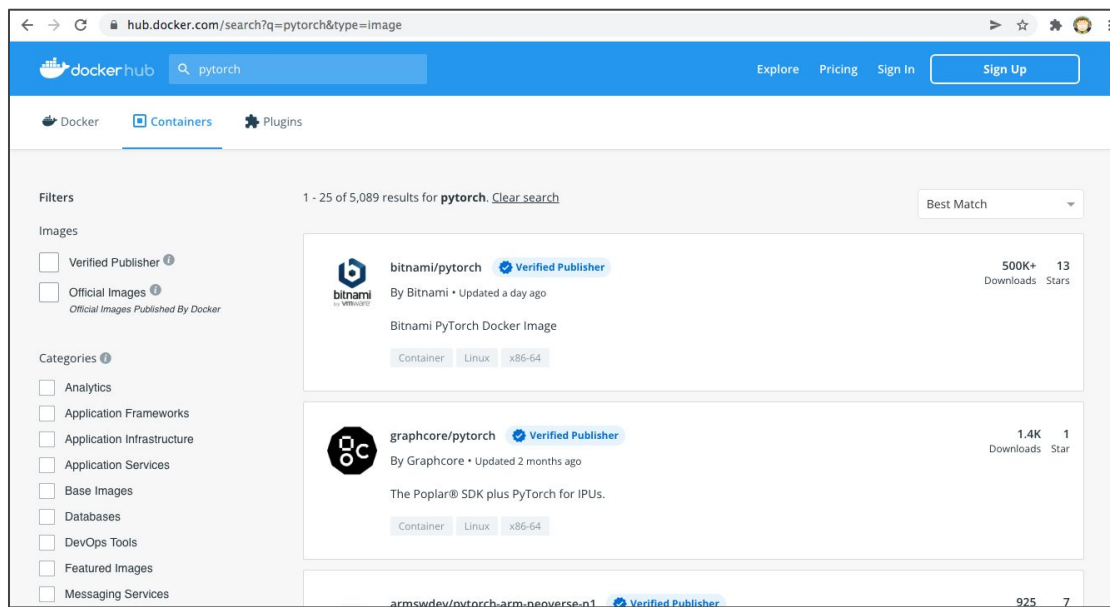 hub.docker.com/search?q=pytorch&type=image
dockerhub
pytorch
Explore
Pricing
Sign In
Sign Up
Docker
Containers
Plugins
Filters
1 - 25 of 5,089 results for pytorch. Clear search
Best Match
Images
Verified Publisher
Official Images
Official Images Published By Docker
Categories
Analytics
Application Frameworks
Application Infrastructure
Application Services
Base Images
Databases
DevOps Tools
Featured Images
Messaging Services
bitnami
by vmware
bitnami/pytorch Verified Publisher
By Bitnami • Updated a day ago
Bitnami PyTorch Docker Image
Container Linux x86-64
500K+ 13
Downloads Stars
gc
graphcore/pytorch Verified Publisher
By Graphcore • Updated 2 months ago
The Poplar® SDK plus PyTorch for IPUs.
Container Linux x86-64
1.4K 1
Downloads Star
armswdev/pytorch-arm-neoverse-n1 Verified Publisher
925 7